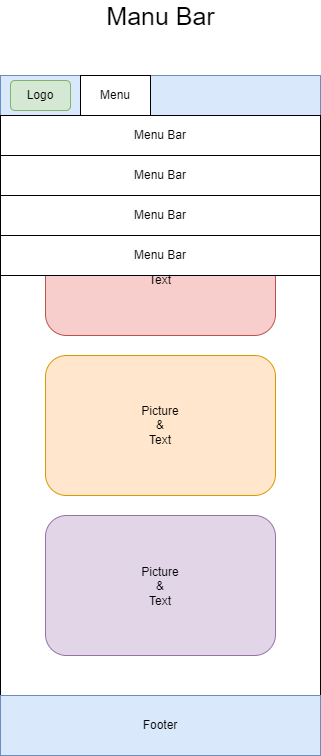 Manu Bar
Logo
Menu
Menu Bar
Menu Bar
Menu Bar
Menu Bar
Text
Picture
&
Text
Picture
&
Text
Footer